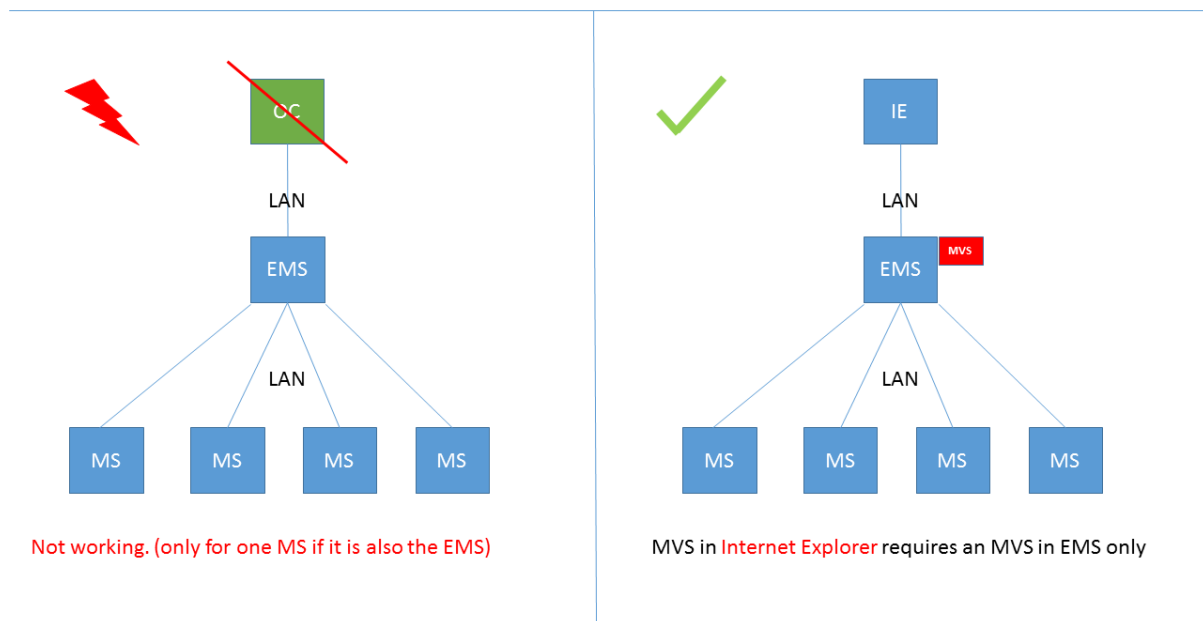 OC
LAN
EMS
LAN
MS MS MS MS
Not working. (only for one MS if it is also the EMS)
IE
LAN
EMS MVS
LAN
MS MS MS MS
MVS in Internet Explorer requires an MVS in EMS only